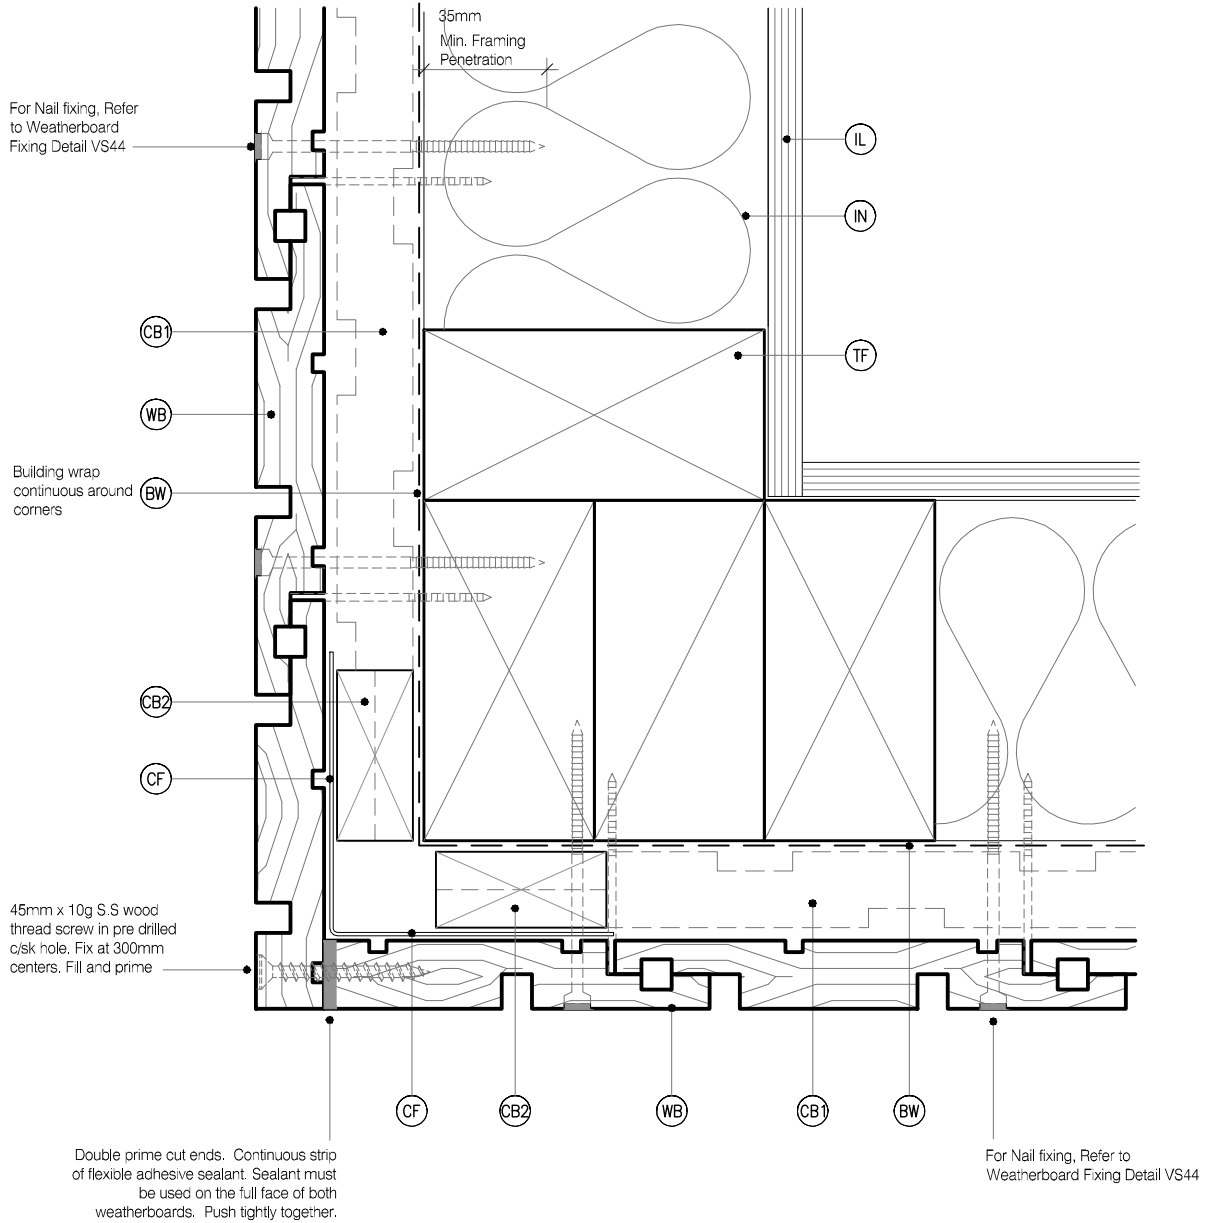 35mm
Min. Framing
Penetration
For Nail fixing, Refer
to Weatherboard
Fixing Detail VS44
IL
IN
CB1
TF
WB
Building wrap
continuous around
corners
BW
CB2
CF
45mm x 10g S.S wood
thread screw in pre drilled
c/sk hole. Fix at 300mm
centers. Fill and prime
CF
CB2
WB
CB1
BW
Double prime cut ends.  Continuous strip
of flexible adhesive sealant. Sealant must
be used on the full face of both
weatherboards.  Push tightly together.
For Nail fixing, Refer to
Weatherboard Fixing Detail VS44